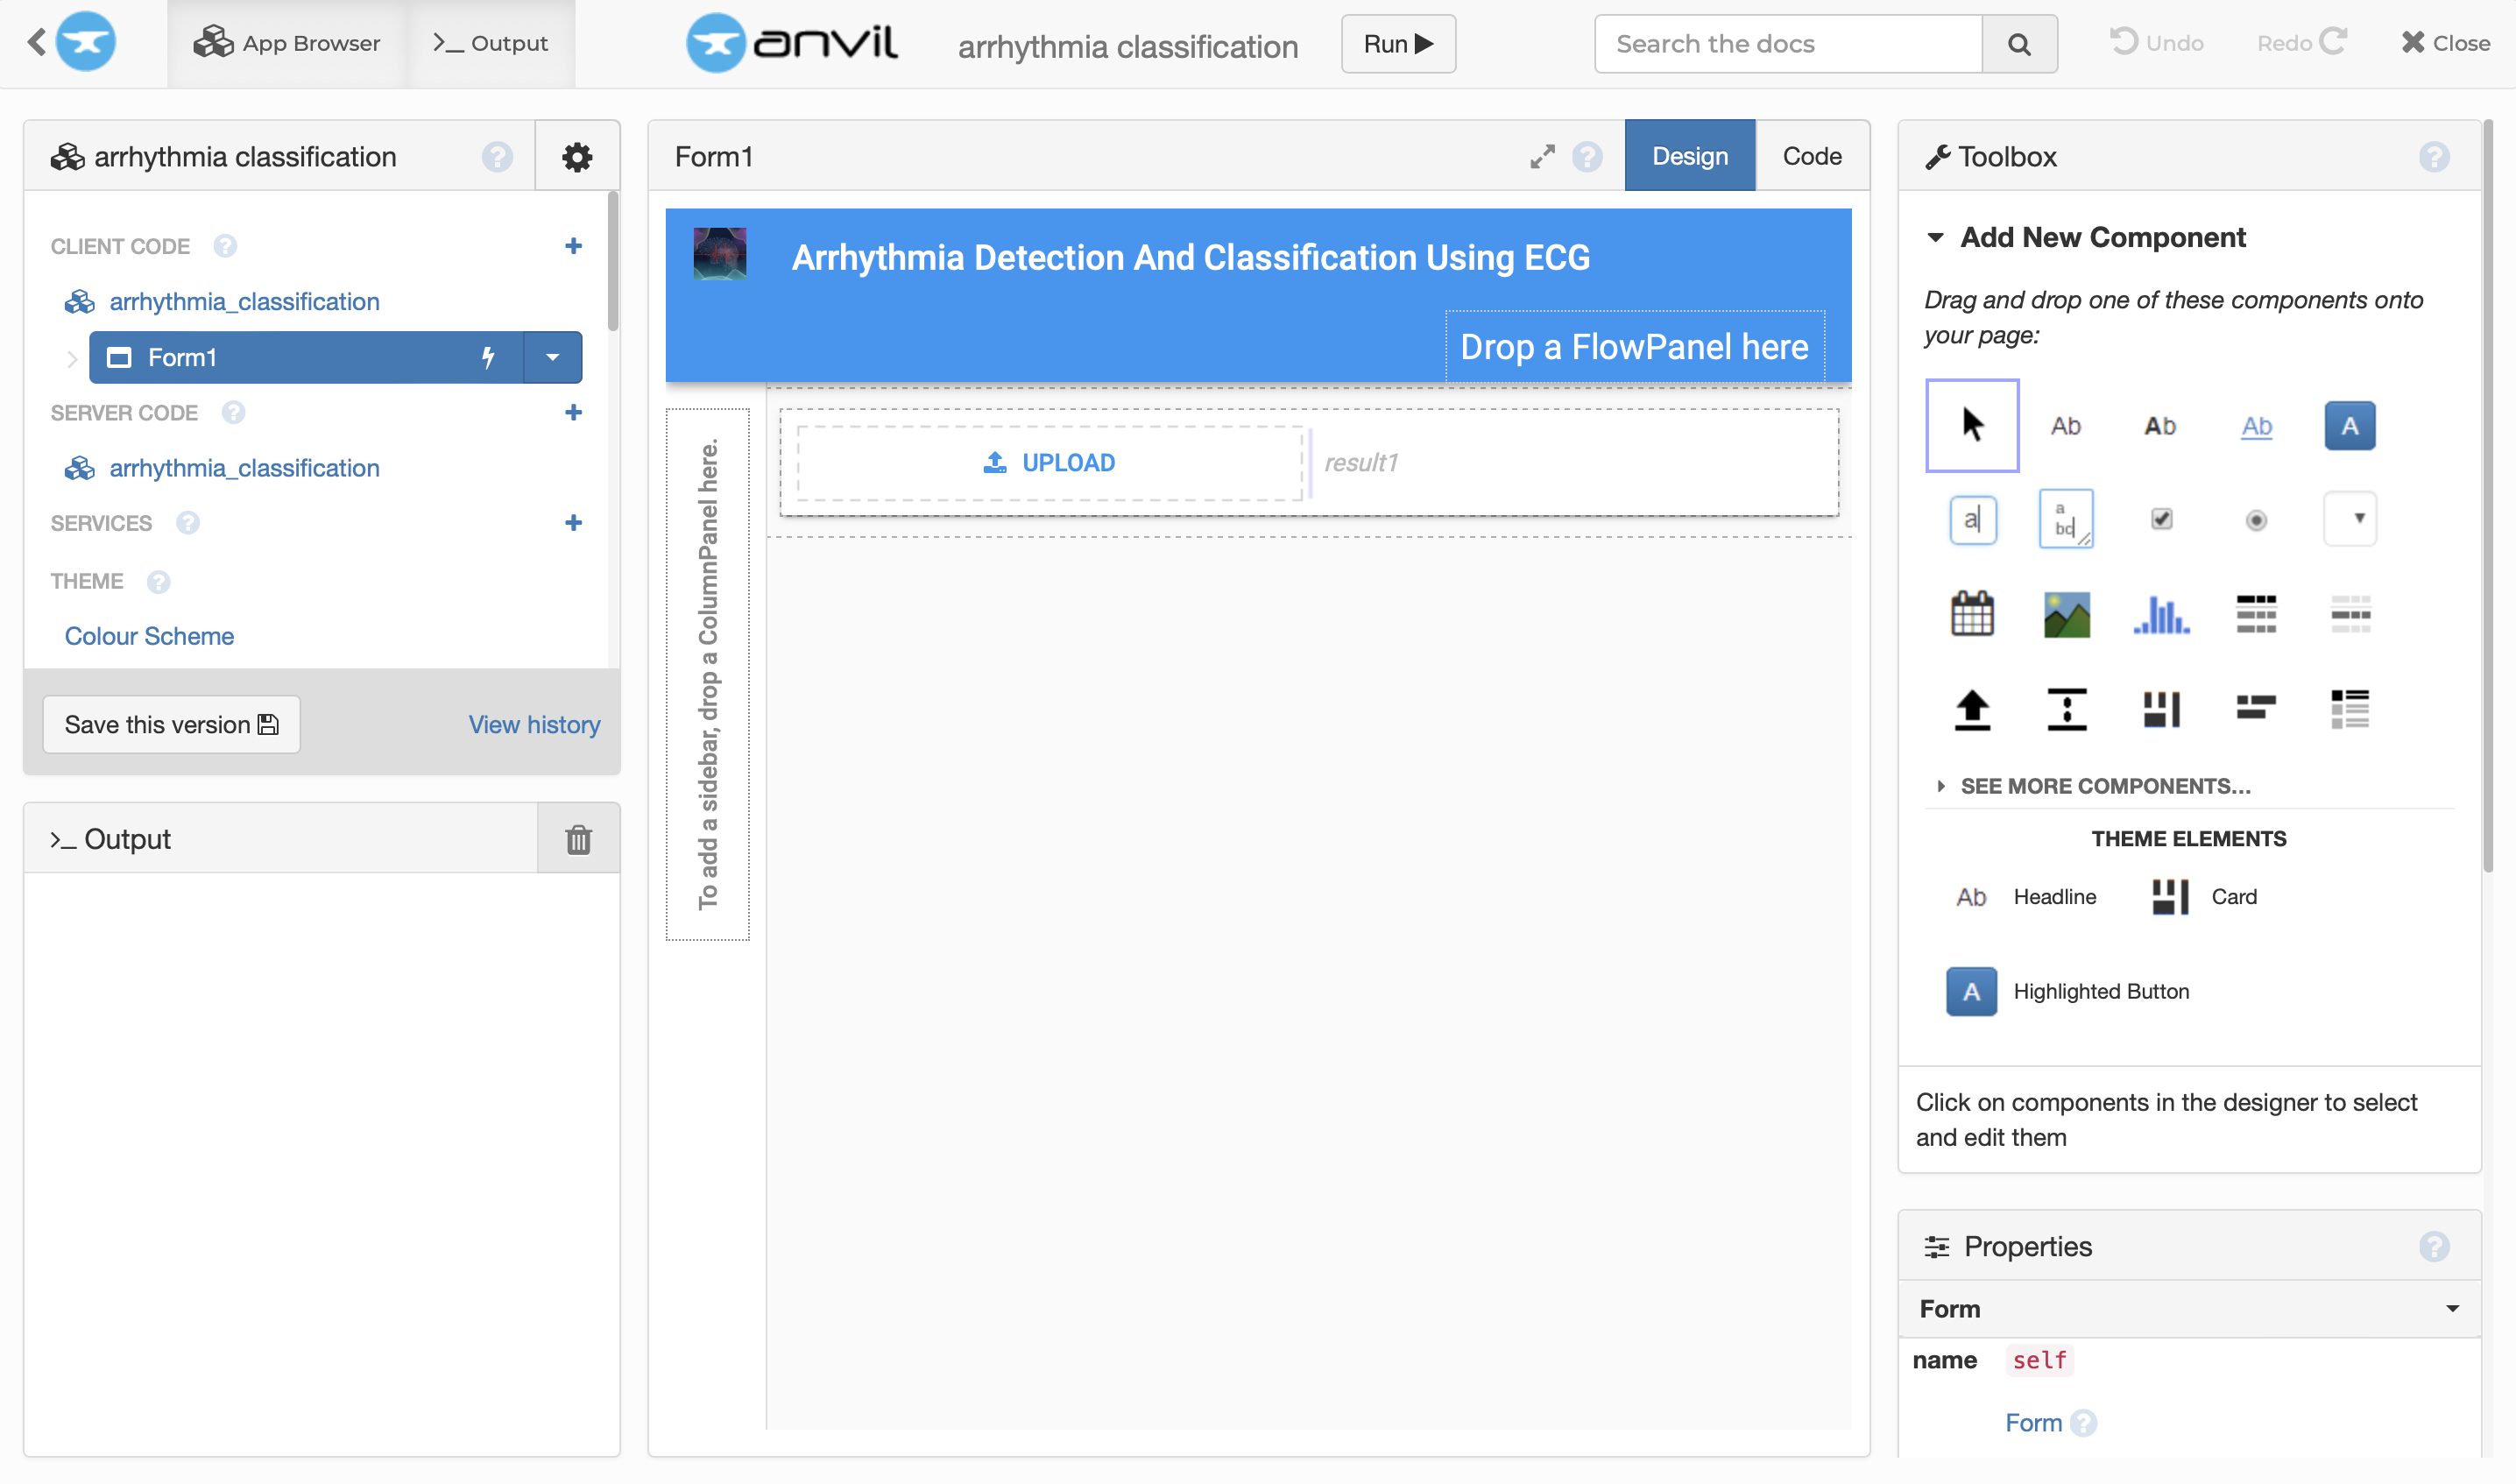 App Browser
>_ Output
anvil
arrhythmia classification
Run
Search the docs
Undo
Redo
Close
arrhythmia classification
?
CLIENT CODE ?
arrhythmia_classification
Form1
SERVER CODE ?
arrhythmia_classification
SERVICES ?
THEME ?
Colour Scheme
Save this version
View history
>_ Output
Form1
?
Design
Code
Arrhythmia Detection And Classification Using ECG
Drop a FlowPanel here
To add a sidebar, drop a ColumnPanel here.
UPLOAD
result1
Toolbox
?
Add New Component
Drag and drop one of these components onto
your page:
Ab
Ab
Ab
A
a
a
bc
SEE MORE COMPONENTS...
THEME ELEMENTS
Ab Headline
Card
A Highlighted Button
Click on components in the designer to select
and edit them
Properties
?
Form
name self
Form ?